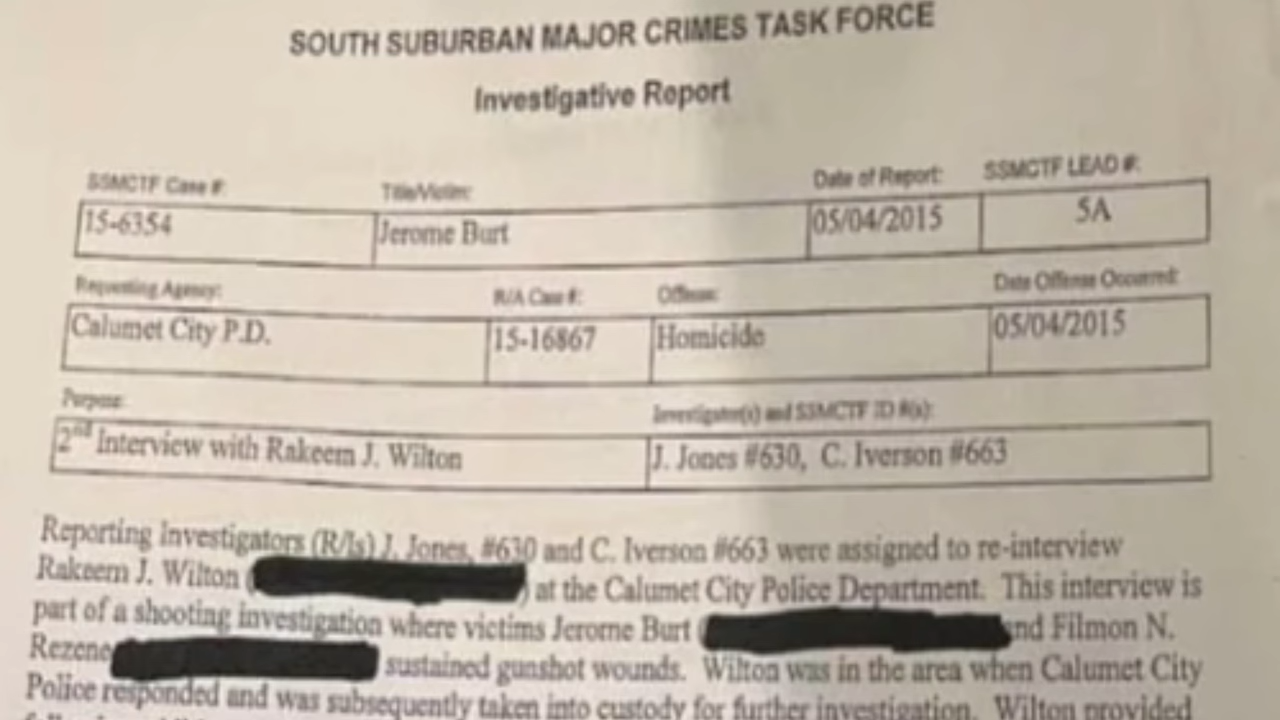 SOUTH SUBURBAN MAJOR CRIMES TASK FORCE
Investigative Report
SSMCTF Case #: Title/Victim: Date of Report: SSMCTF LEAD #:
15-6354 Jerome Burt 05/04/2015 5A
Requesting Agency: R/A Case #: Offense: Date Offense Occurred:
Calumet City P.D. 15-16867 Homicide 05/04/2015
Purpose: Investigator(s) and SSMCTF ID #(s):
2nd Interview with Rakeem J. Wilton J. Jones #630, C. Iverson #663
Reporting Investigators (R/Is) J. Jones, #630 and C. Iverson #663 were assigned to re-interview
Rakeem J. Wilton ( ) at the Calumet City Police Department. This interview is
part of a shooting investigation where victims Jerome Burt ( and Filmon N.
Rezene sustained gunshot wounds. Wilton was in the area when Calumet City
Police responded and was subsequently taken into custody for further investigation. Wilton provided